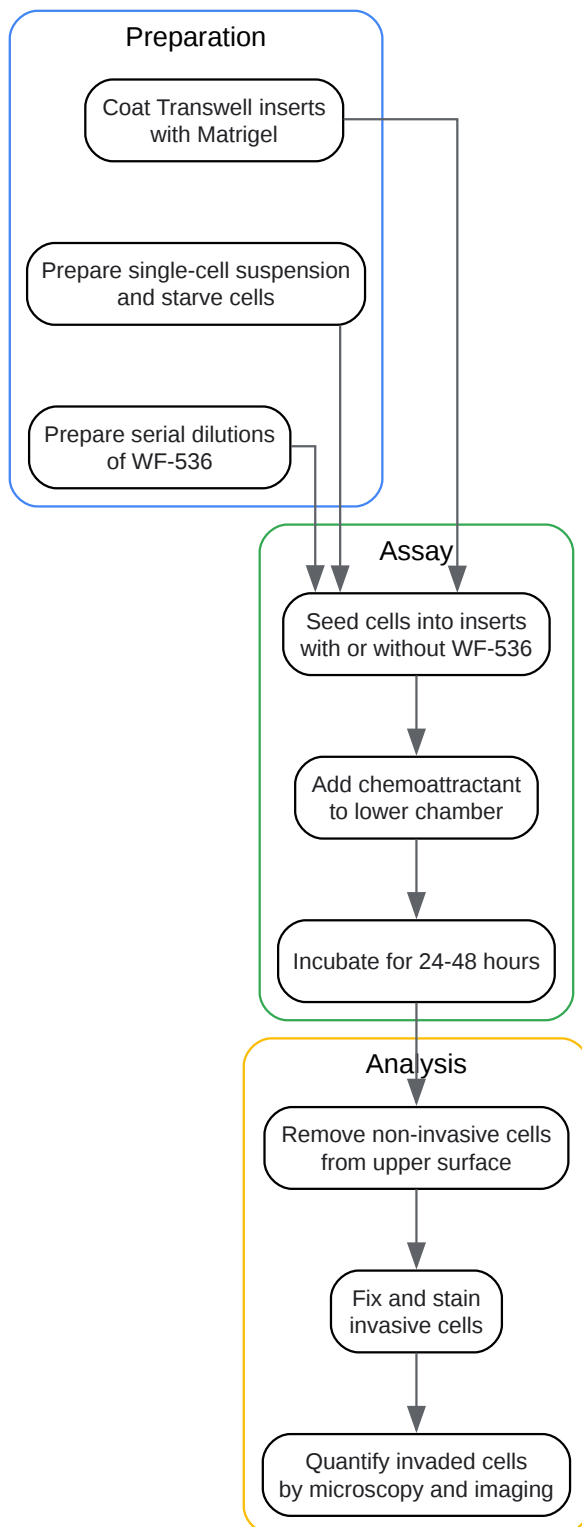 Preparation
Coat Transwell inserts
with Matrigel
Prepare single-cell suspension
and starve cells
Prepare serial dilutions
of WF-536
Assay
Seed cells into inserts
with or without WF-536
Add chemoattractant
to lower chamber
Incubate for 24-48 hours
Analysis
Remove non-invasive cells
from upper surface
Fix and stain
invasive cells
Quantify invaded cells
by microscopy and imaging